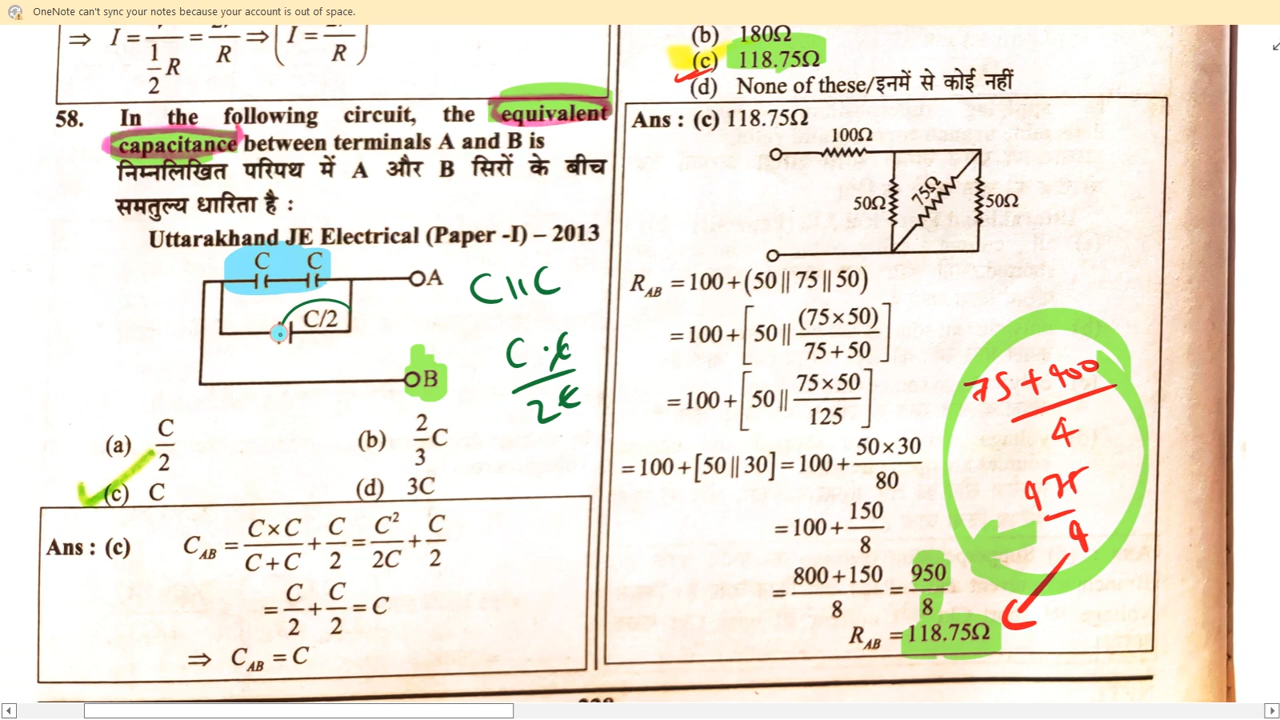 OneNote can't sync your notes because your account is out of space.
⇒ I = / 1/2 R = / R ⇒ ( I = / R )
58. In the following circuit, the equivalent
capacitance between terminals A and B is
निम्नलिखित परिपथ में A और B सिरों के बीच
समतुल्य धारिता है :
Uttarakhand JE Electrical (Paper -I) – 2013
C C
A
C/2
B
C॥C
C·C / 2C
(a) C/2 (b) 2/3 C
(c) C (d) 3C
Ans : (c) C_AB = C×C / C+C + C/2 = C² / 2C + C/2
= C/2 + C/2 = C
⇒ C_AB = C
(b) 180Ω
(c) 118.75Ω
(d) None of these/इनमें से कोई नहीं
Ans : (c) 118.75Ω
100Ω
50Ω 75Ω 50Ω
R_AB = 100 + (50 || 75 || 50)
= 100 + [ 50 || (75×50) / 75+50 ]
= 100 + [ 50 || 75×50 / 125 ]
= 100 + [50 || 30] = 100 + 50×30 / 80
= 100 + 150 / 8
= 800+150 / 8 = 950 / 8
R_AB = 118.75Ω
75+400 / 4
475 / 4